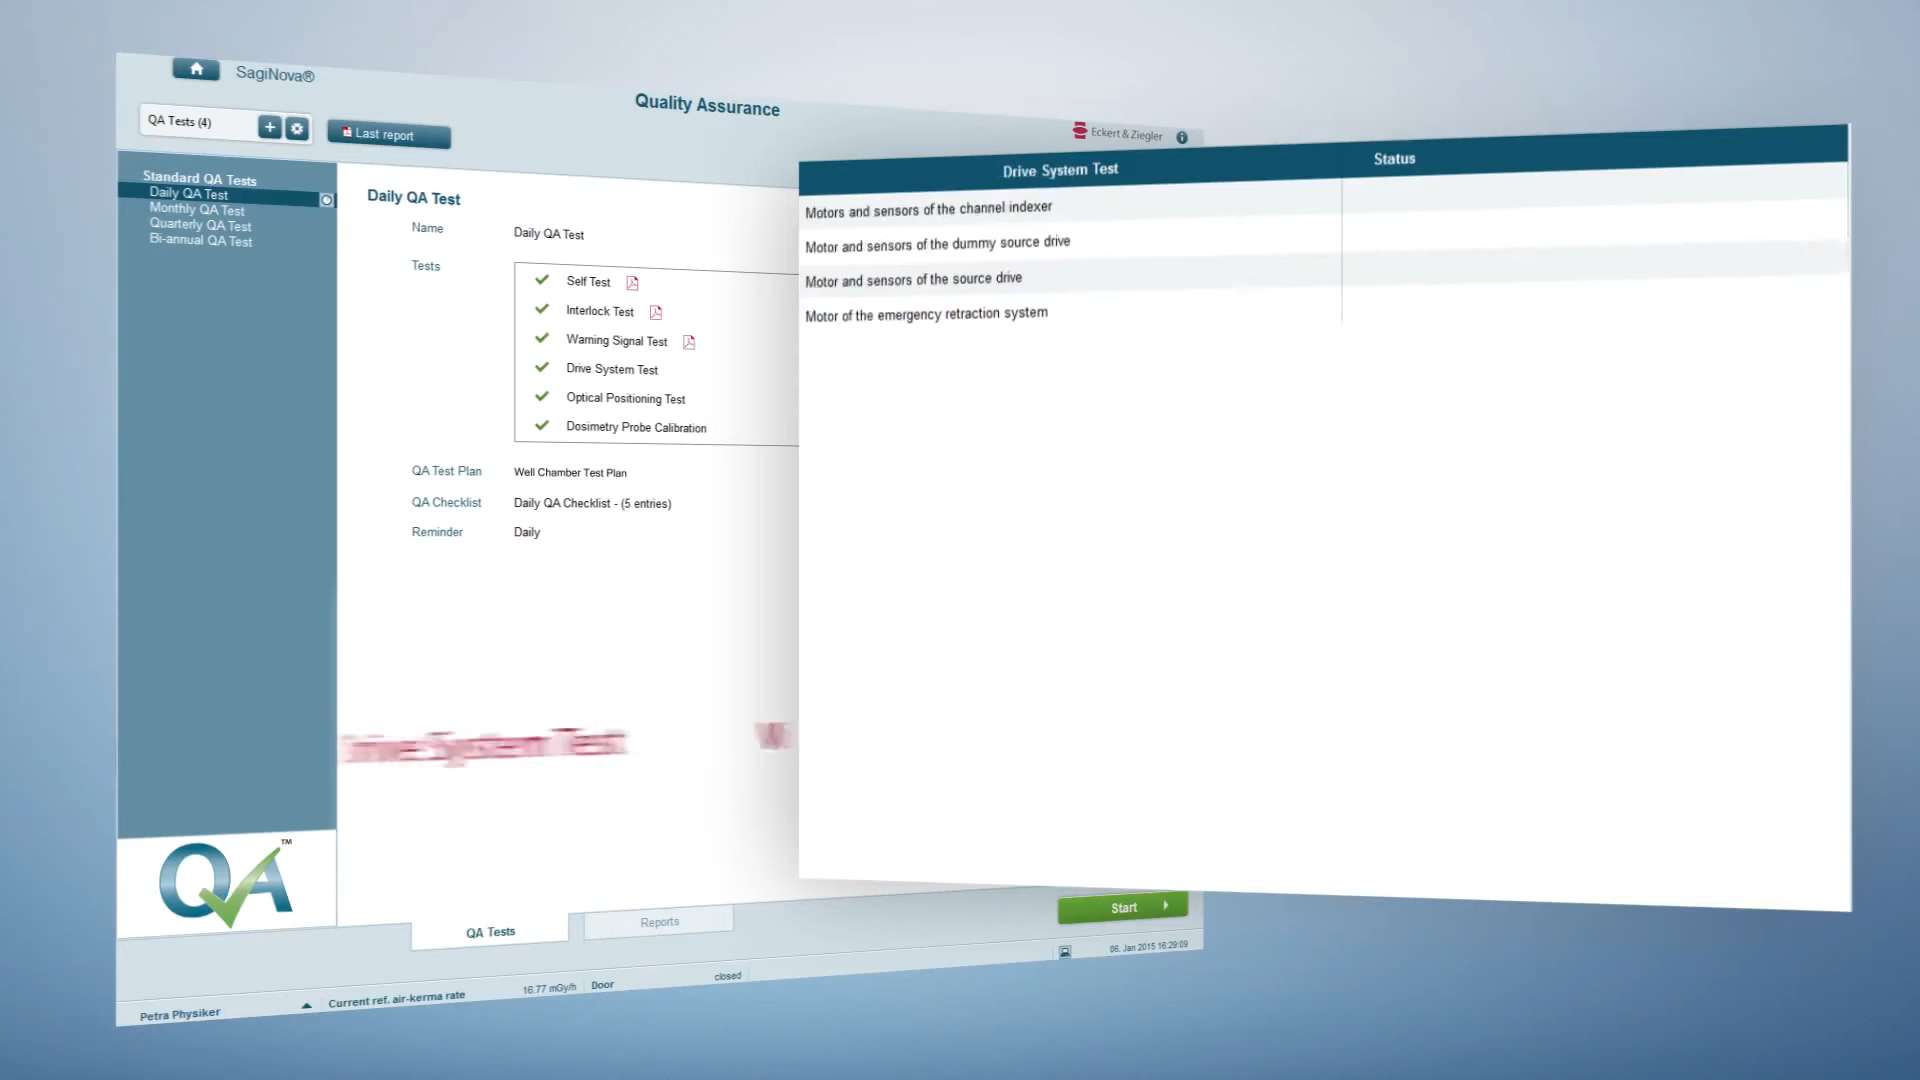 SagiNova®
Quality Assurance
QA Tests (4)
Last report
Eckert & Ziegler
Standard QA Tests
Daily QA Test
Monthly QA Test
Quarterly QA Test
Bi-annual QA Test
Daily QA Test
Name Daily QA Test
Tests
Self Test
Interlock Test
Warning Signal Test
Drive System Test
Optical Positioning Test
Dosimetry Probe Calibration
QA Test Plan Well Chamber Test Plan
QA Checklist Daily QA Checklist - (5 entries)
Reminder Daily
Drive System Test Status
Motors and sensors of the channel indexer
Motor and sensors of the dummy source drive
Motor and sensors of the source drive
Motor of the emergency retraction system
Drive System Test
QA™
QA Tests
Reports
Start
06. Jan 2015 16:29:09
Petra Physiker
Current ref. air-kerma rate 16.77 mGy/h
Door closed